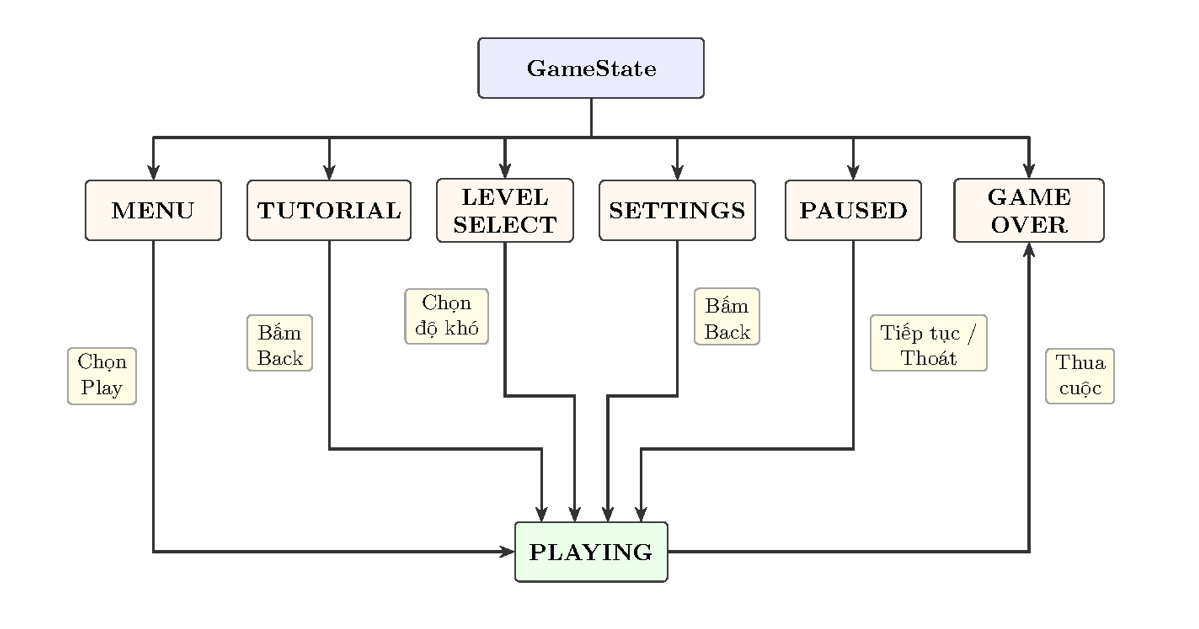 GameState
MENU
TUTORIAL
LEVEL
SELECT
SETTINGS
PAUSED
GAME
OVER
Chọn
Play
Bấm
Back
Chọn
độ khó
Bấm
Back
Tiếp tục /
Thoát
Thua
cuộc
PLAYING